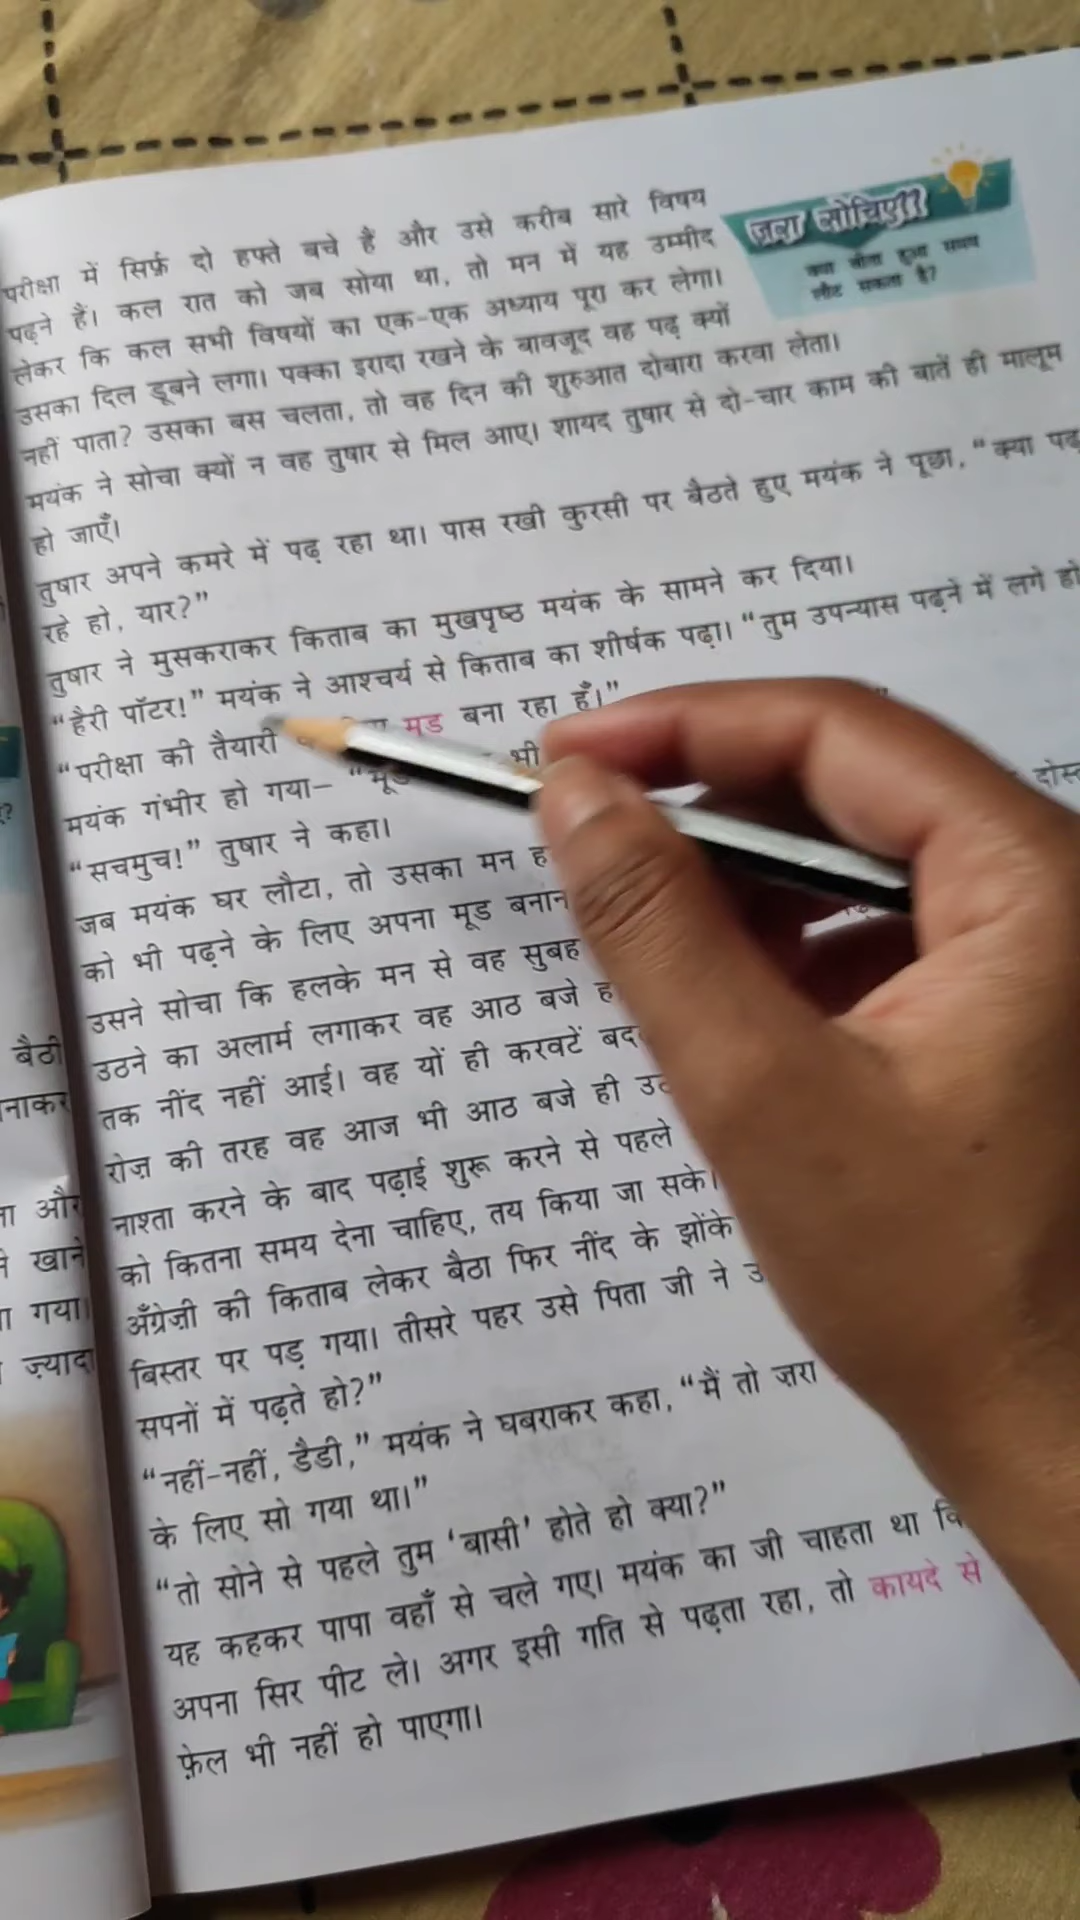 परीक्षा में सिर्फ़ दो हफ्ते बचे हैं और उसे करीब सारे विषय
पढ़ने हैं। कल रात को जब सोया था, तो मन में यह उम्मीद
लेकर कि कल सभी विषयों का एक-एक अध्याय पूरा कर लेगा।
उसका दिल डूबने लगा। पक्का इरादा रखने के बावजूद वह पढ़ क्यों
नहीं पाता? उसका बस चलता, तो वह दिन की शुरुआत दोबारा करवा लेता।
मयंक ने सोचा क्यों न वह तुषार से मिल आए। शायद तुषार से दो-चार काम की बातें ही मालूम
हो जाएँ।
तुषार अपने कमरे में पढ़ रहा था। पास रखी कुरसी पर बैठते हुए मयंक ने पूछा, “क्या पढ़
रहे हो, यार?”
तुषार ने मुसकराकर किताब का मुखपृष्ठ मयंक के सामने कर दिया।
“हैरी पॉटर!” मयंक ने आश्चर्य से किताब का शीर्षक पढ़ा। “तुम उपन्यास पढ़ने में लगे हो
“परीक्षा की तैयारी मूड बना रहा हूँ।”
मयंक गंभीर हो गया– “मूड भी दोस्त
“सचमुच!” तुषार ने कहा।
जब मयंक घर लौटा, तो उसका मन
को भी पढ़ने के लिए अपना मूड
उसने सोचा कि हलके मन से वह सुबह
उठने का अलार्म लगाकर वह आठ बजे
तक नींद नहीं आई। वह यों ही करवटें
रोज़ की तरह वह आज भी आठ बजे ही
नाश्ता करने के बाद पढ़ाई शुरू करने से पहले
को कितना समय देना चाहिए, तय किया जा सके।
अँग्रेज़ी की किताब लेकर बैठा फिर नींद के झोंके
बिस्तर पर पड़ गया। तीसरे पहर उसे पिता जी ने
सपनों में पढ़ते हो?”
“नहीं-नहीं, डैडी,” मयंक ने घबराकर कहा, “मैं तो ज़रा
के लिए सो गया था।”
“तो सोने से पहले तुम ‘बासी’ होते हो क्या?”
यह कहकर पापा वहाँ से चले गए। मयंक का जी चाहता था
अपना सिर पीट ले। अगर इसी गति से पढ़ता रहा, तो कायदे से
फ़ेल भी नहीं हो पाएगा।
ज़रा सोचिए!
क्या बीता हुआ समय
लौट सकता है?
बैठी
और
खाने
गया।
ज़्यादा